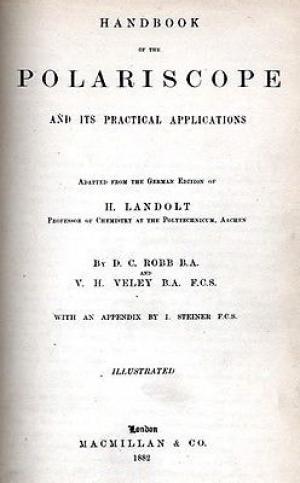 HANDBOOK
OF THE
POLARISCOPE
AND ITS PRACTICAL APPLICATIONS
ADAPTED FROM THE GERMAN EDITION OF
H. LANDOLT
PROFESSOR OF CHEMISTRY AT THE POLYTECHNICUM, AACHEN
BY D. C. ROBB B.A.
AND
V. H. VELEY B.A. F.C.S.
WITH AN APPENDIX BY I. STEINER F.C.S.
ILLUSTRATED
London
MACMILLAN & CO.
1882